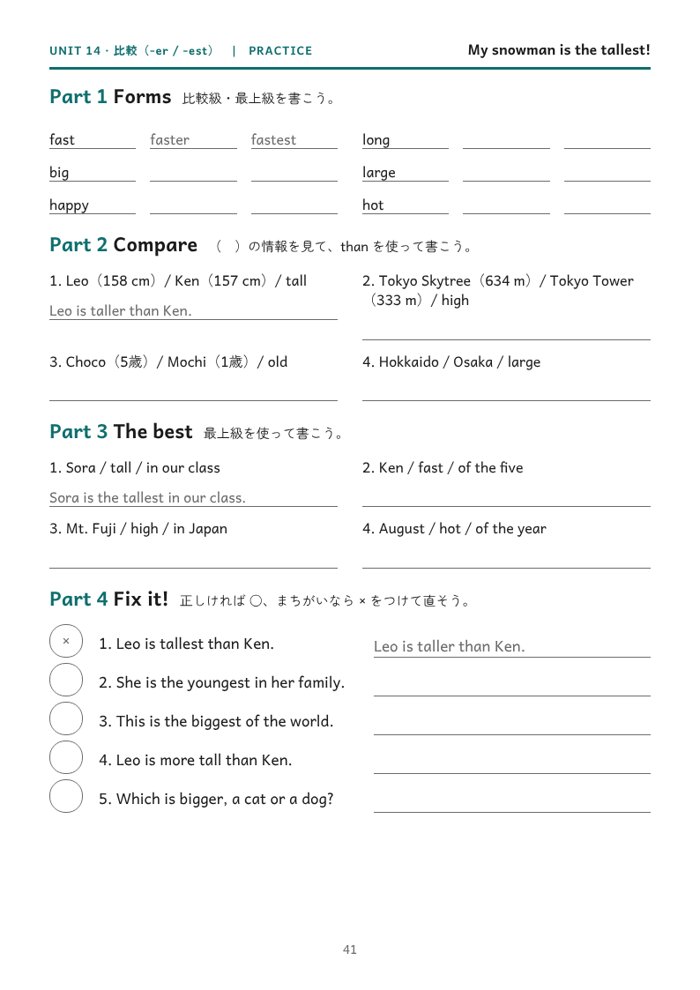 UNIT 14 · 比較（-er / -est） | PRACTICE My snowman is the tallest!
Part 1 Forms 比較級・最上級を書こう。
fast faster fastest long
big large
happy hot
Part 2 Compare （　）の情報を見て、than を使って書こう。
1. Leo（158 cm）/ Ken（157 cm）/ tall
Leo is taller than Ken.
2. Tokyo Skytree（634 m）/ Tokyo Tower
（333 m）/ high
3. Choco（5歳）/ Mochi（1歳）/ old
4. Hokkaido / Osaka / large
Part 3 The best 最上級を使って書こう。
1. Sora / tall / in our class
Sora is the tallest in our class.
2. Ken / fast / of the five
3. Mt. Fuji / high / in Japan
4. August / hot / of the year
Part 4 Fix it! 正しければ ○、まちがいなら × をつけて直そう。
× 1. Leo is tallest than Ken. Leo is taller than Ken.
2. She is the youngest in her family.
3. This is the biggest of the world.
4. Leo is more tall than Ken.
5. Which is bigger, a cat or a dog?
41